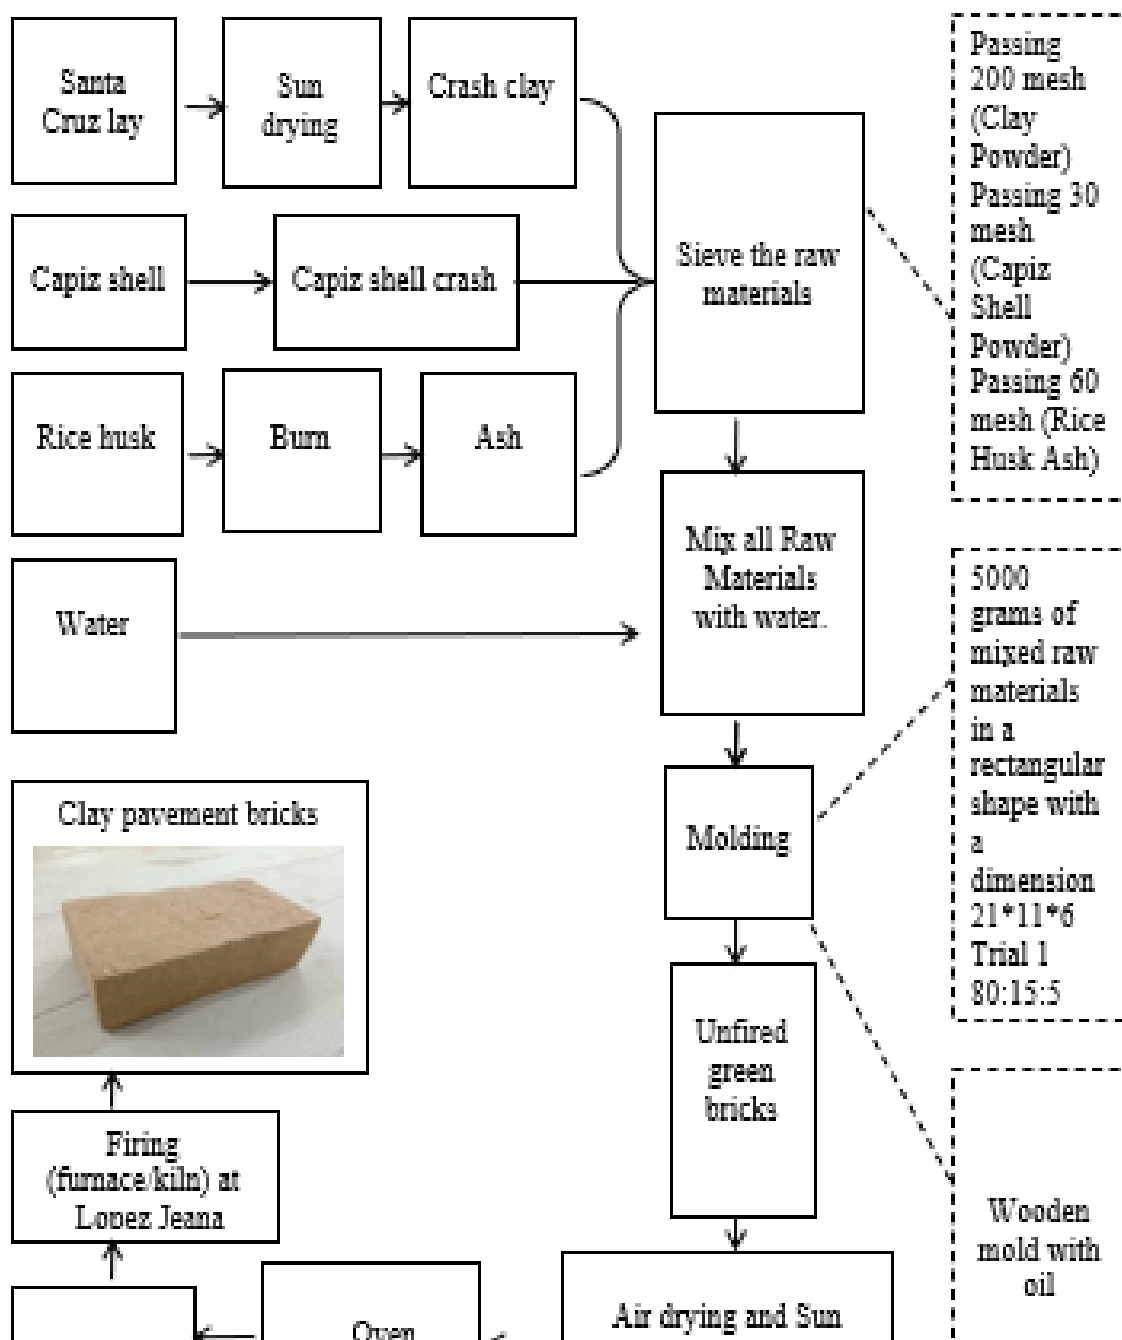 Santa
Cruz lay
Sun
drying
Crash clay
Capiz shell
Capiz shell crash
Rice husk
Burn
Ash
Water
Sieve the raw
materials
Passing
200 mesh
(Clay
Powder)
Passing 30
mesh
(Capiz
Shell
Powder)
Passing 60
mesh (Rice
Husk Ash)
Mix all Raw
Materials
with water.
5000
grams of
mixed raw
materials
in a
rectangular
shape with
a
dimension
21*11*6
Trial 1
80:15:5
Molding
Wooden
mold with
oil
Unfired
green
bricks
Air drying and Sun
Oven
Firing
(furnace/kiln) at
Lopez Jeana
Clay pavement bricks